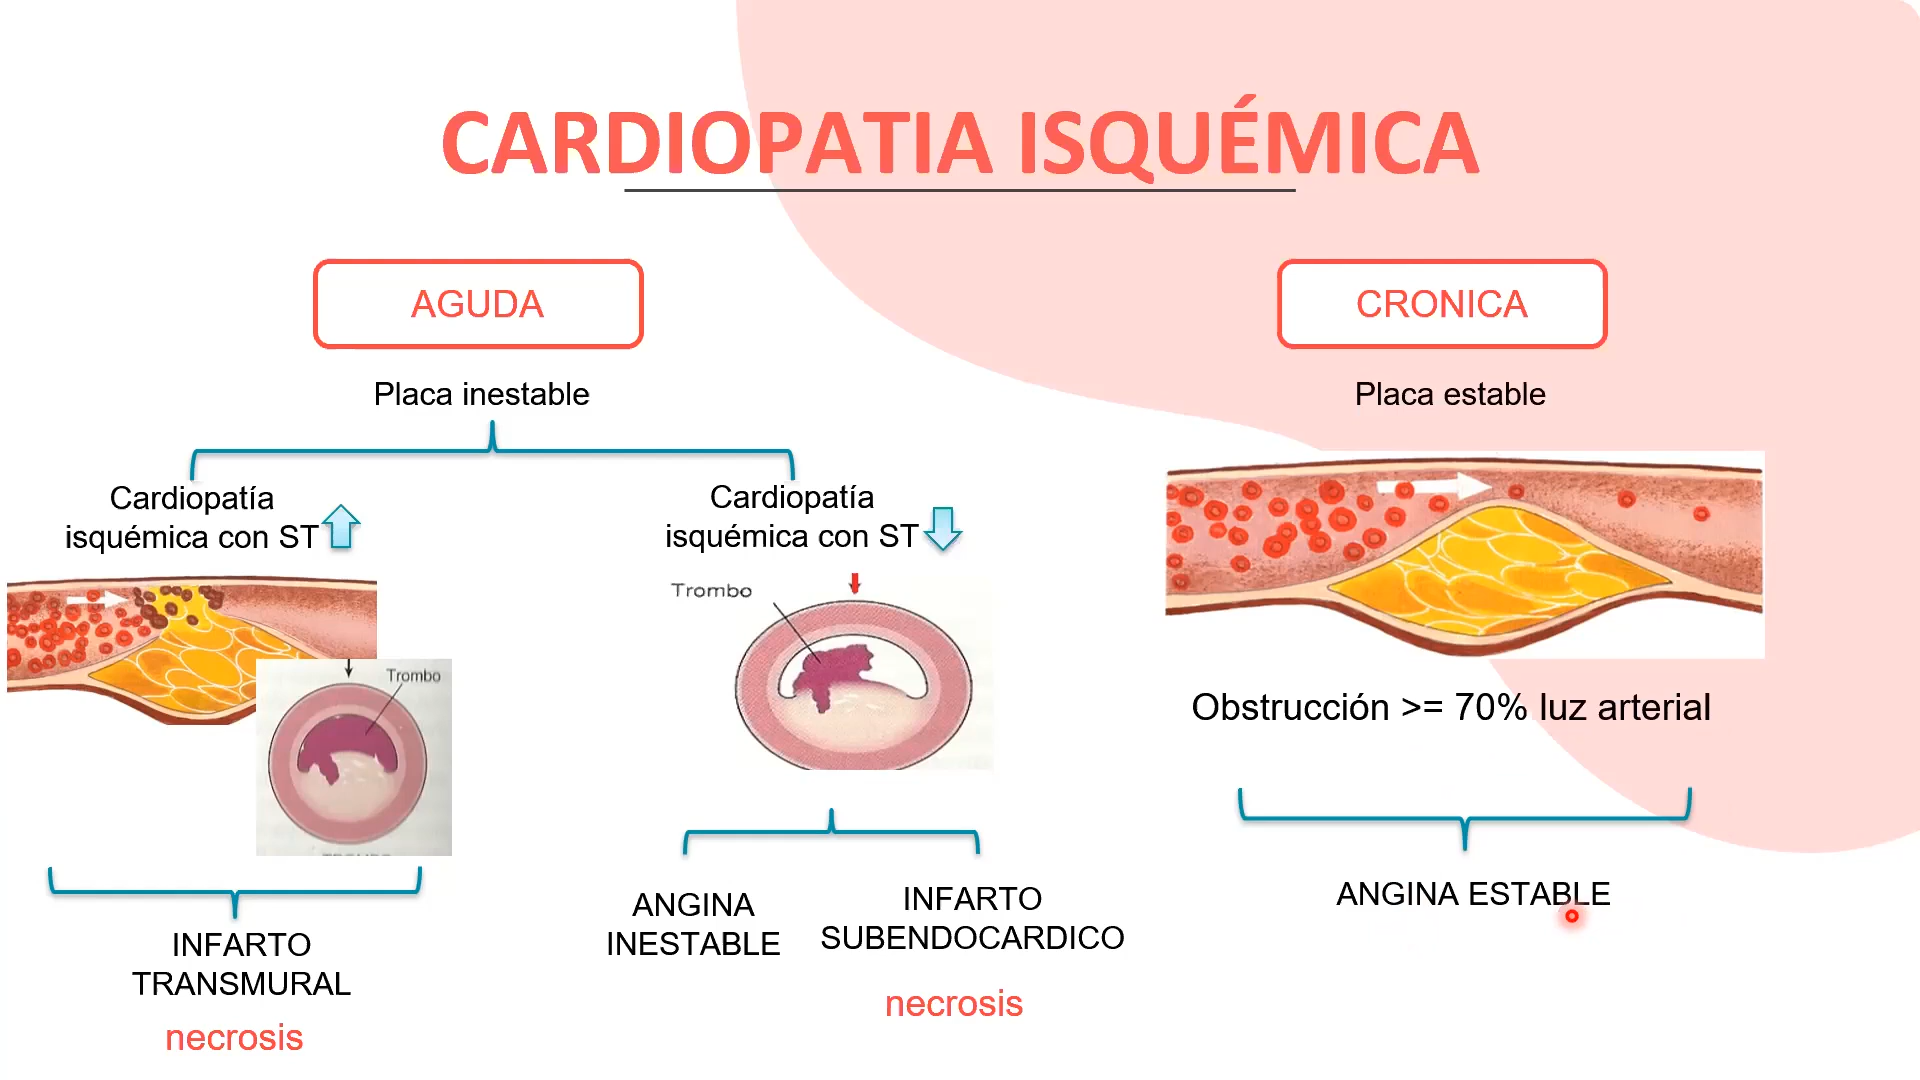 CARDIOPATIA ISQUÉMICA
AGUDA
Placa inestable
Cardiopatía
isquémica con ST
Trombo
INFARTO
TRANSMURAL
necrosis
Cardiopatía
isquémica con ST
Trombo
ANGINA
INESTABLE
INFARTO
SUBENDOCARDICO
necrosis
CRONICA
Placa estable
Obstrucción >= 70% luz arterial
ANGINA ESTABLE